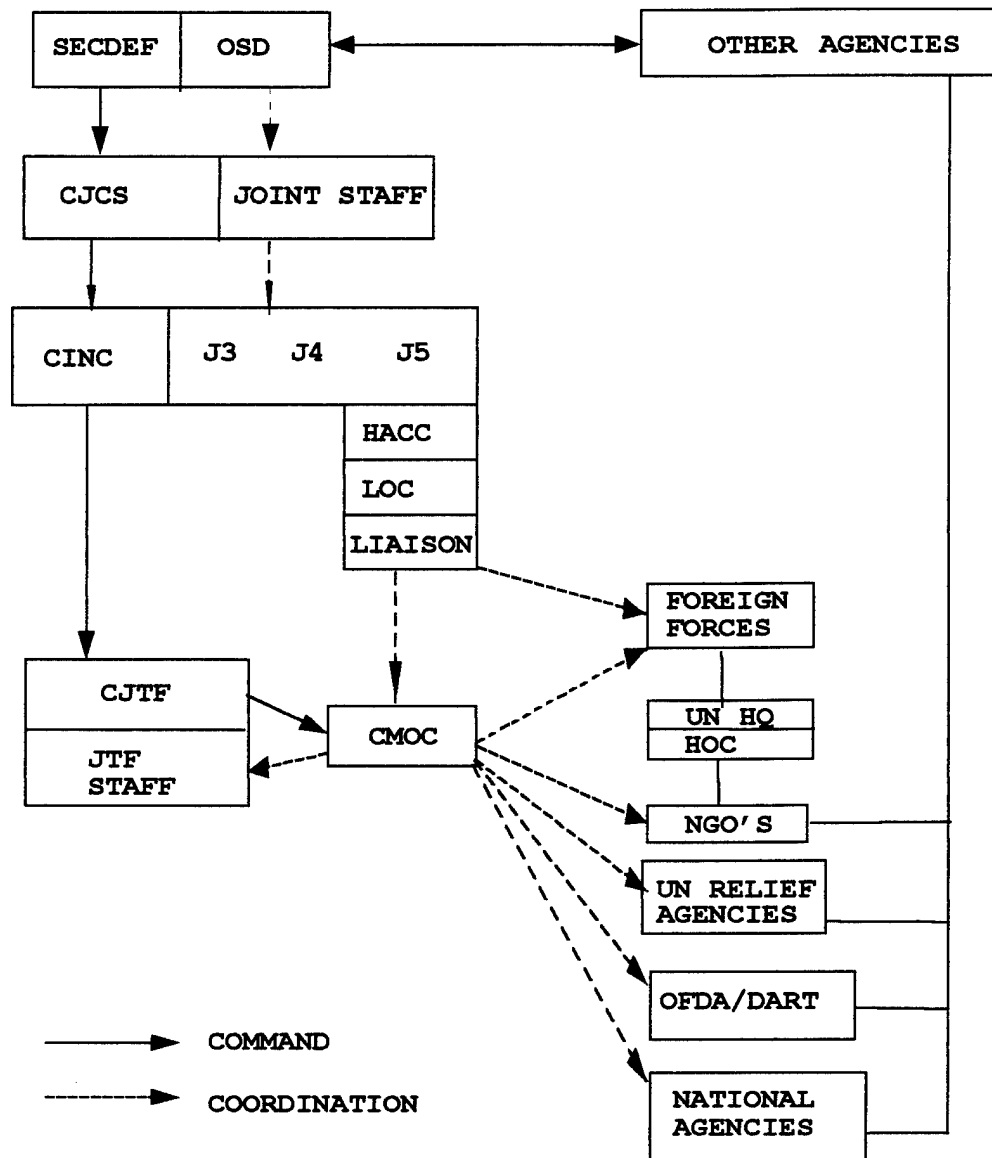 SECDEF OSD OTHER AGENCIES
CJCS JOINT STAFF
CINC J3 J4 J5
HACC
LOC
LIAISON
FOREIGN
FORCES
CJTF
UN HQ
CMOC
HOC
JTF
STAFF
NGO'S
UN RELIEF
AGENCIES
OFDA/DART
COMMAND
COORDINATION
NATIONAL
AGENCIES